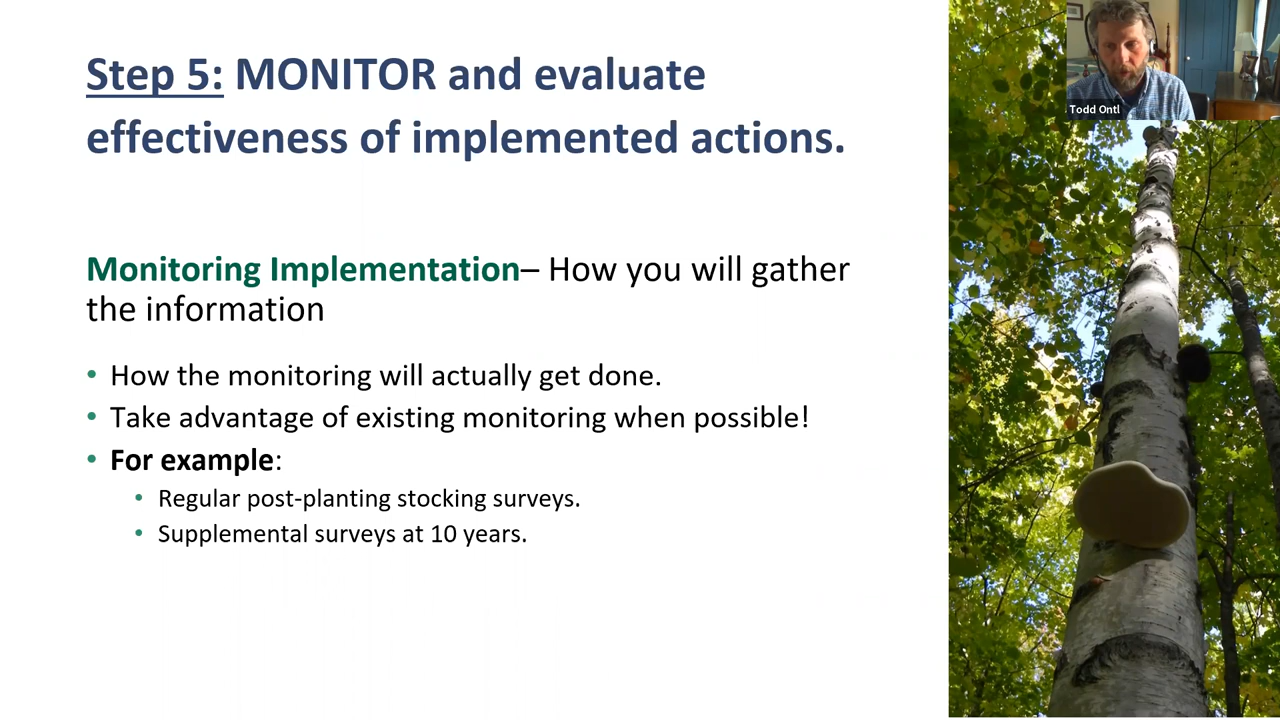 Step 5: MONITOR and evaluate
effectiveness of implemented actions.
Monitoring Implementation– How you will gather
the information
• How the monitoring will actually get done.
• Take advantage of existing monitoring when possible!
• For example:
• Regular post-planting stocking surveys.
• Supplemental surveys at 10 years.
Todd Ontl